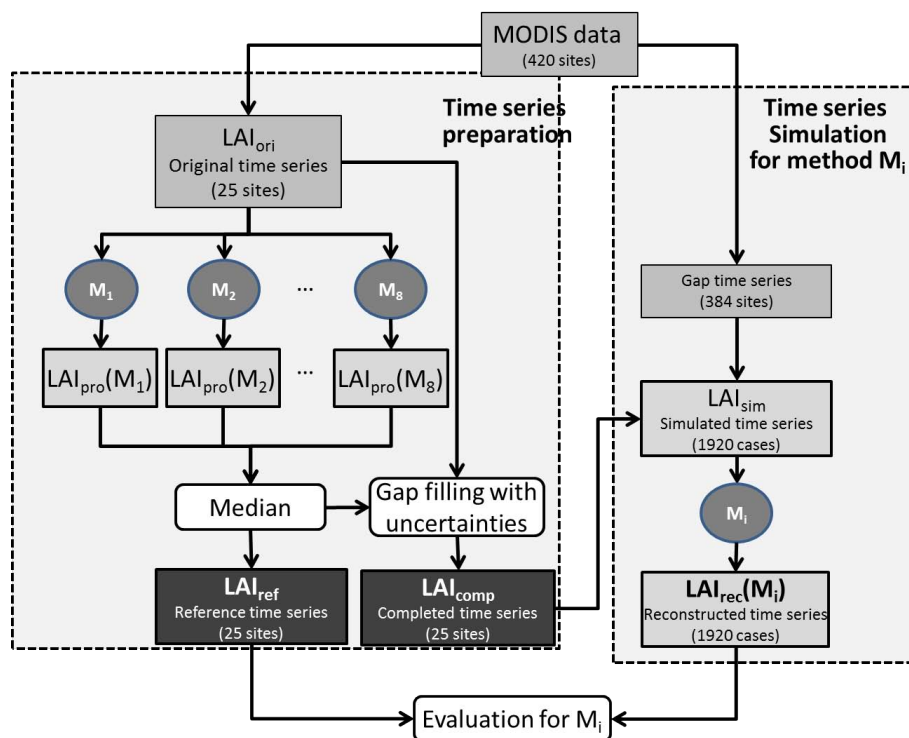 MODIS data
(420 sites)
Time series
preparation
LAIori
Original time series
(25 sites)
M1
M2
...
M8
LAIpro(M1)
LAIpro(M2)
...
LAIpro(M8)
Median
Gap filling with
uncertainties
LAIref
Reference time series
(25 sites)
LAIcomp
Completed time series
(25 sites)
Time series
Simulation
for method Mi
Gap time series
(384 sites)
LAIsim
Simulated time series
(1920 cases)
Mi
LAIrec(Mi)
Reconstructed time series
(1920 cases)
Evaluation for Mi